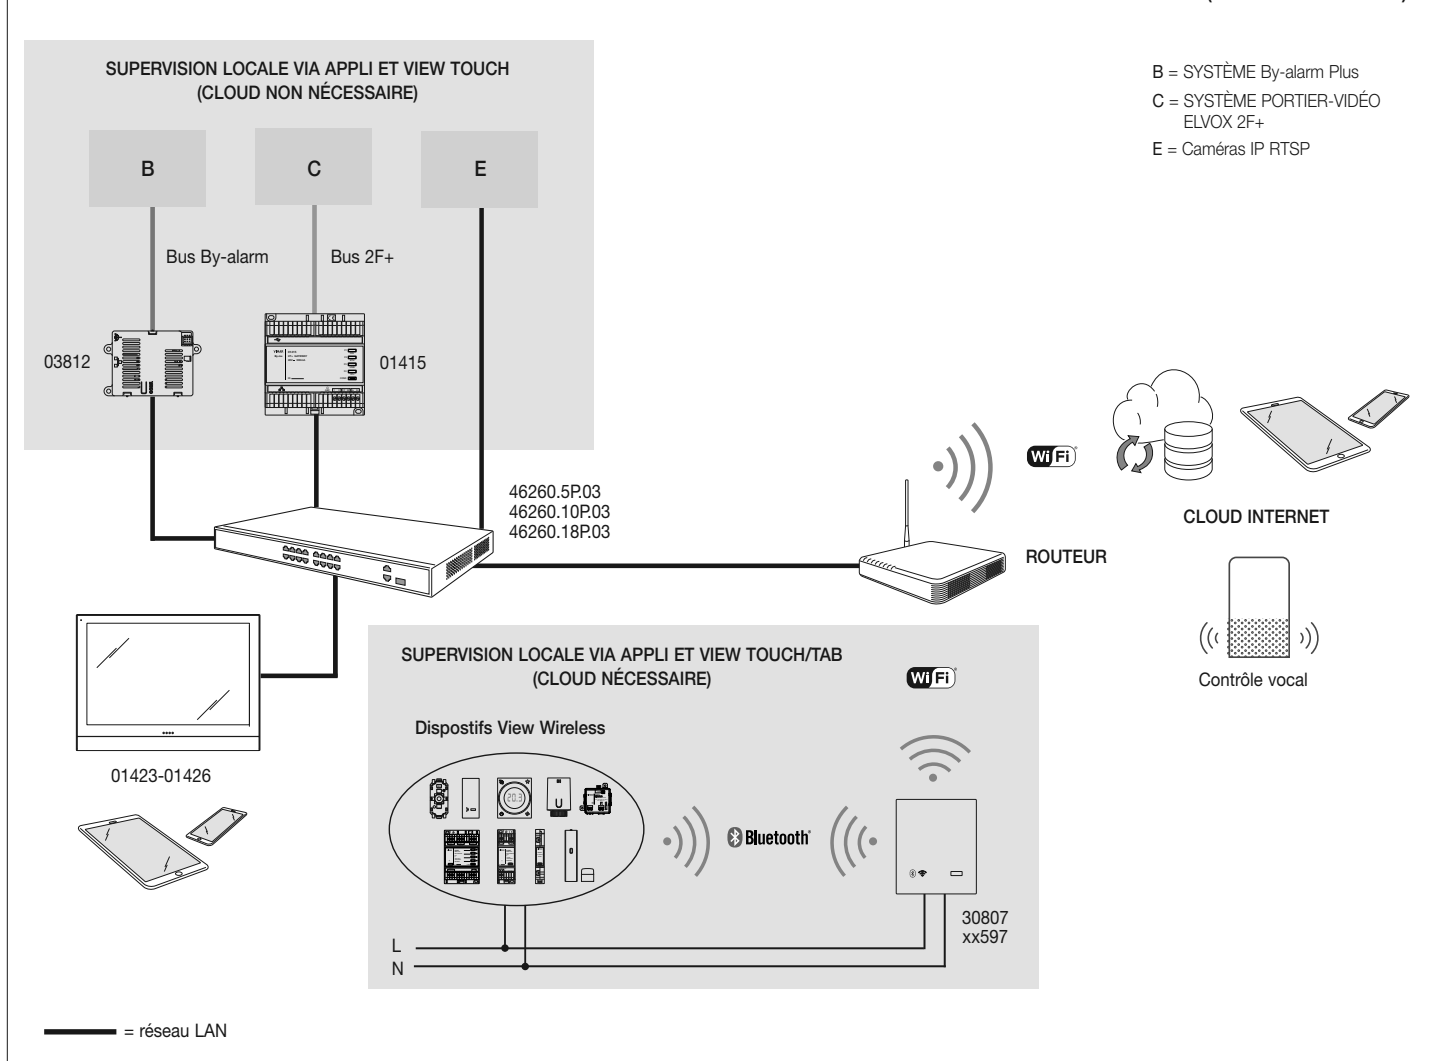 SUPERVISION LOCALE VIA APPLI ET VIEW TOUCH
(CLOUD NON NÉCESSAIRE)
B = SYSTÈME By-alarm Plus
C = SYSTÈME PORTIER-VIDÉO
ELVOX 2F+
E = Caméras IP RTSP
B
C
E
Bus By-alarm
Bus 2F+
03812
01415
46260.5P.03
46260.10P.03
46260.18P.03
WiFi
CLOUD INTERNET
ROUTEUR
SUPERVISION LOCALE VIA APPLI ET VIEW TOUCH/TAB
(CLOUD NÉCESSAIRE)
WiFi
Contrôle vocal
Dispostifs View Wireless
01423-01426
20.3
Bluetooth
30807
xx597
L
N
= réseau LAN